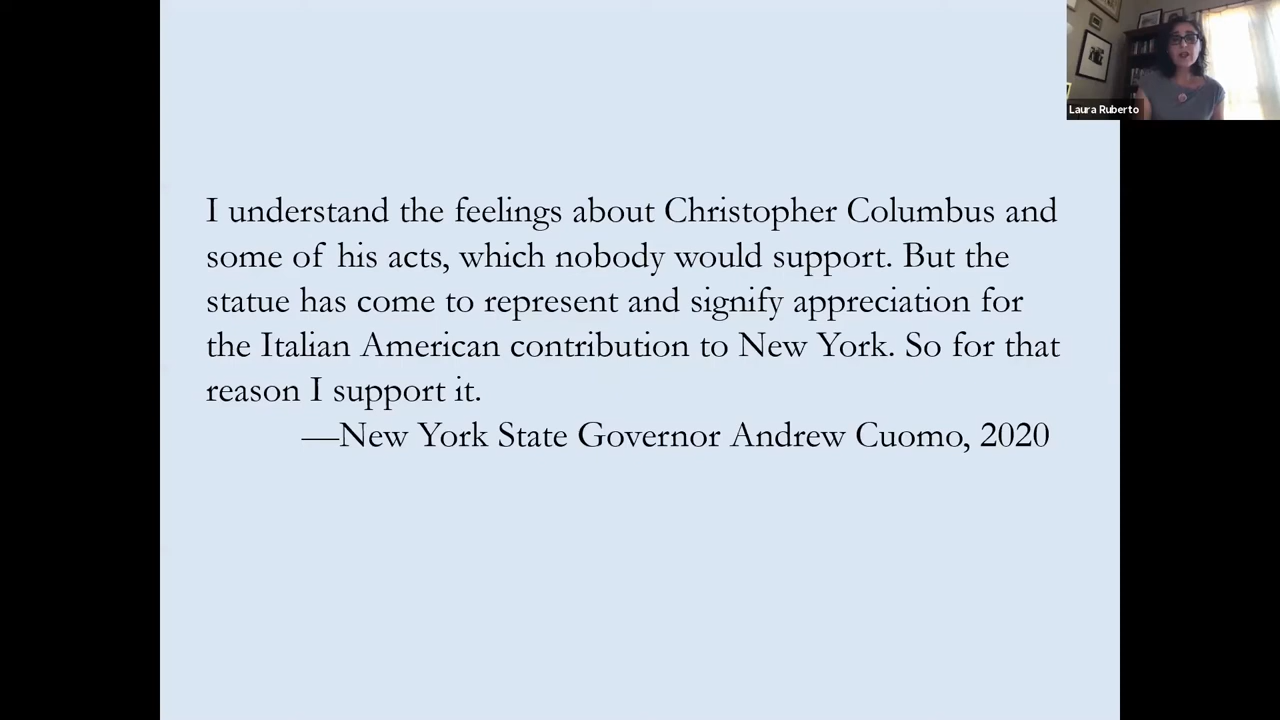 Laura Ruberto
I understand the feelings about Christopher Columbus and
some of his acts, which nobody would support. But the
statue has come to represent and signify appreciation for
the Italian American contribution to New York. So for that
reason I support it.
—New York State Governor Andrew Cuomo, 2020